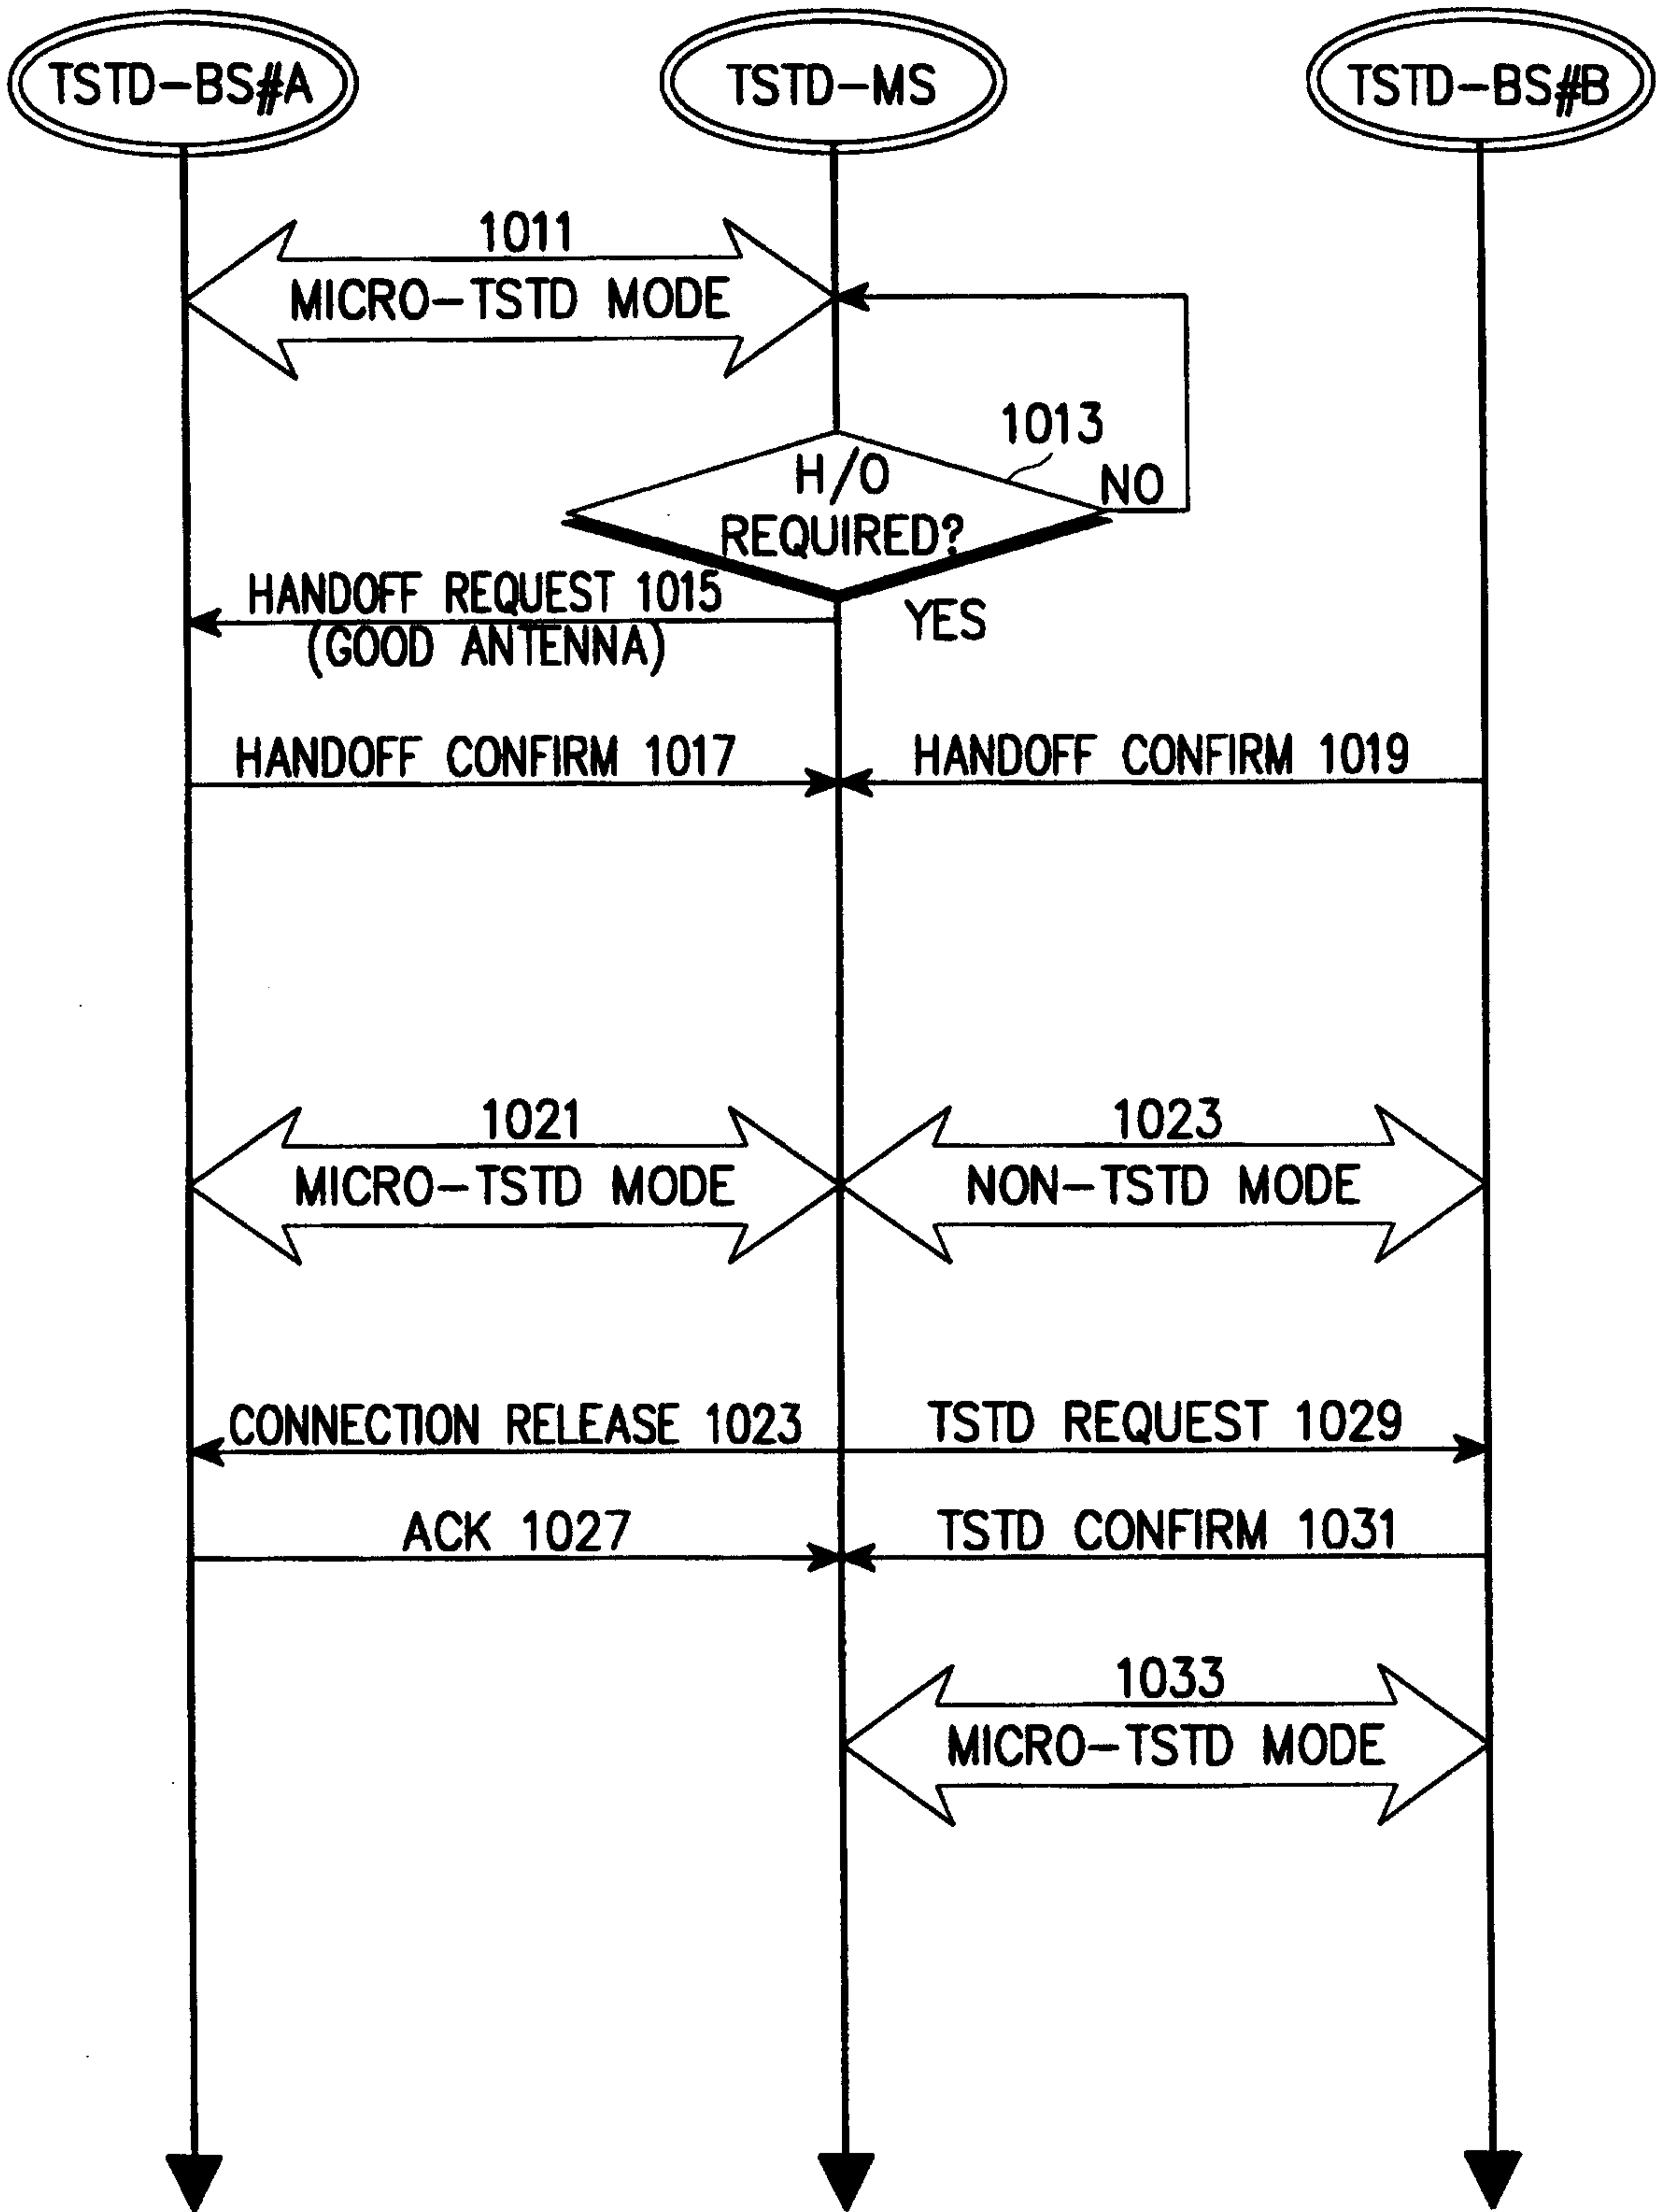 TSTD-BS#A
TSTD-MS
TSTD-BS#B
1011
MICRO-TSTD MODE
1013
H/O
REQUIRED?
NO
HANDOFF REQUEST 1015
(GOOD ANTENNA)
YES
HANDOFF CONFIRM 1017
HANDOFF CONFIRM 1019
1021
MICRO-TSTD MODE
1023
NON-TSTD MODE
CONNECTION RELEASE 1023
TSTD REQUEST 1029
ACK 1027
TSTD CONFIRM 1031
1033
MICRO-TSTD MODE